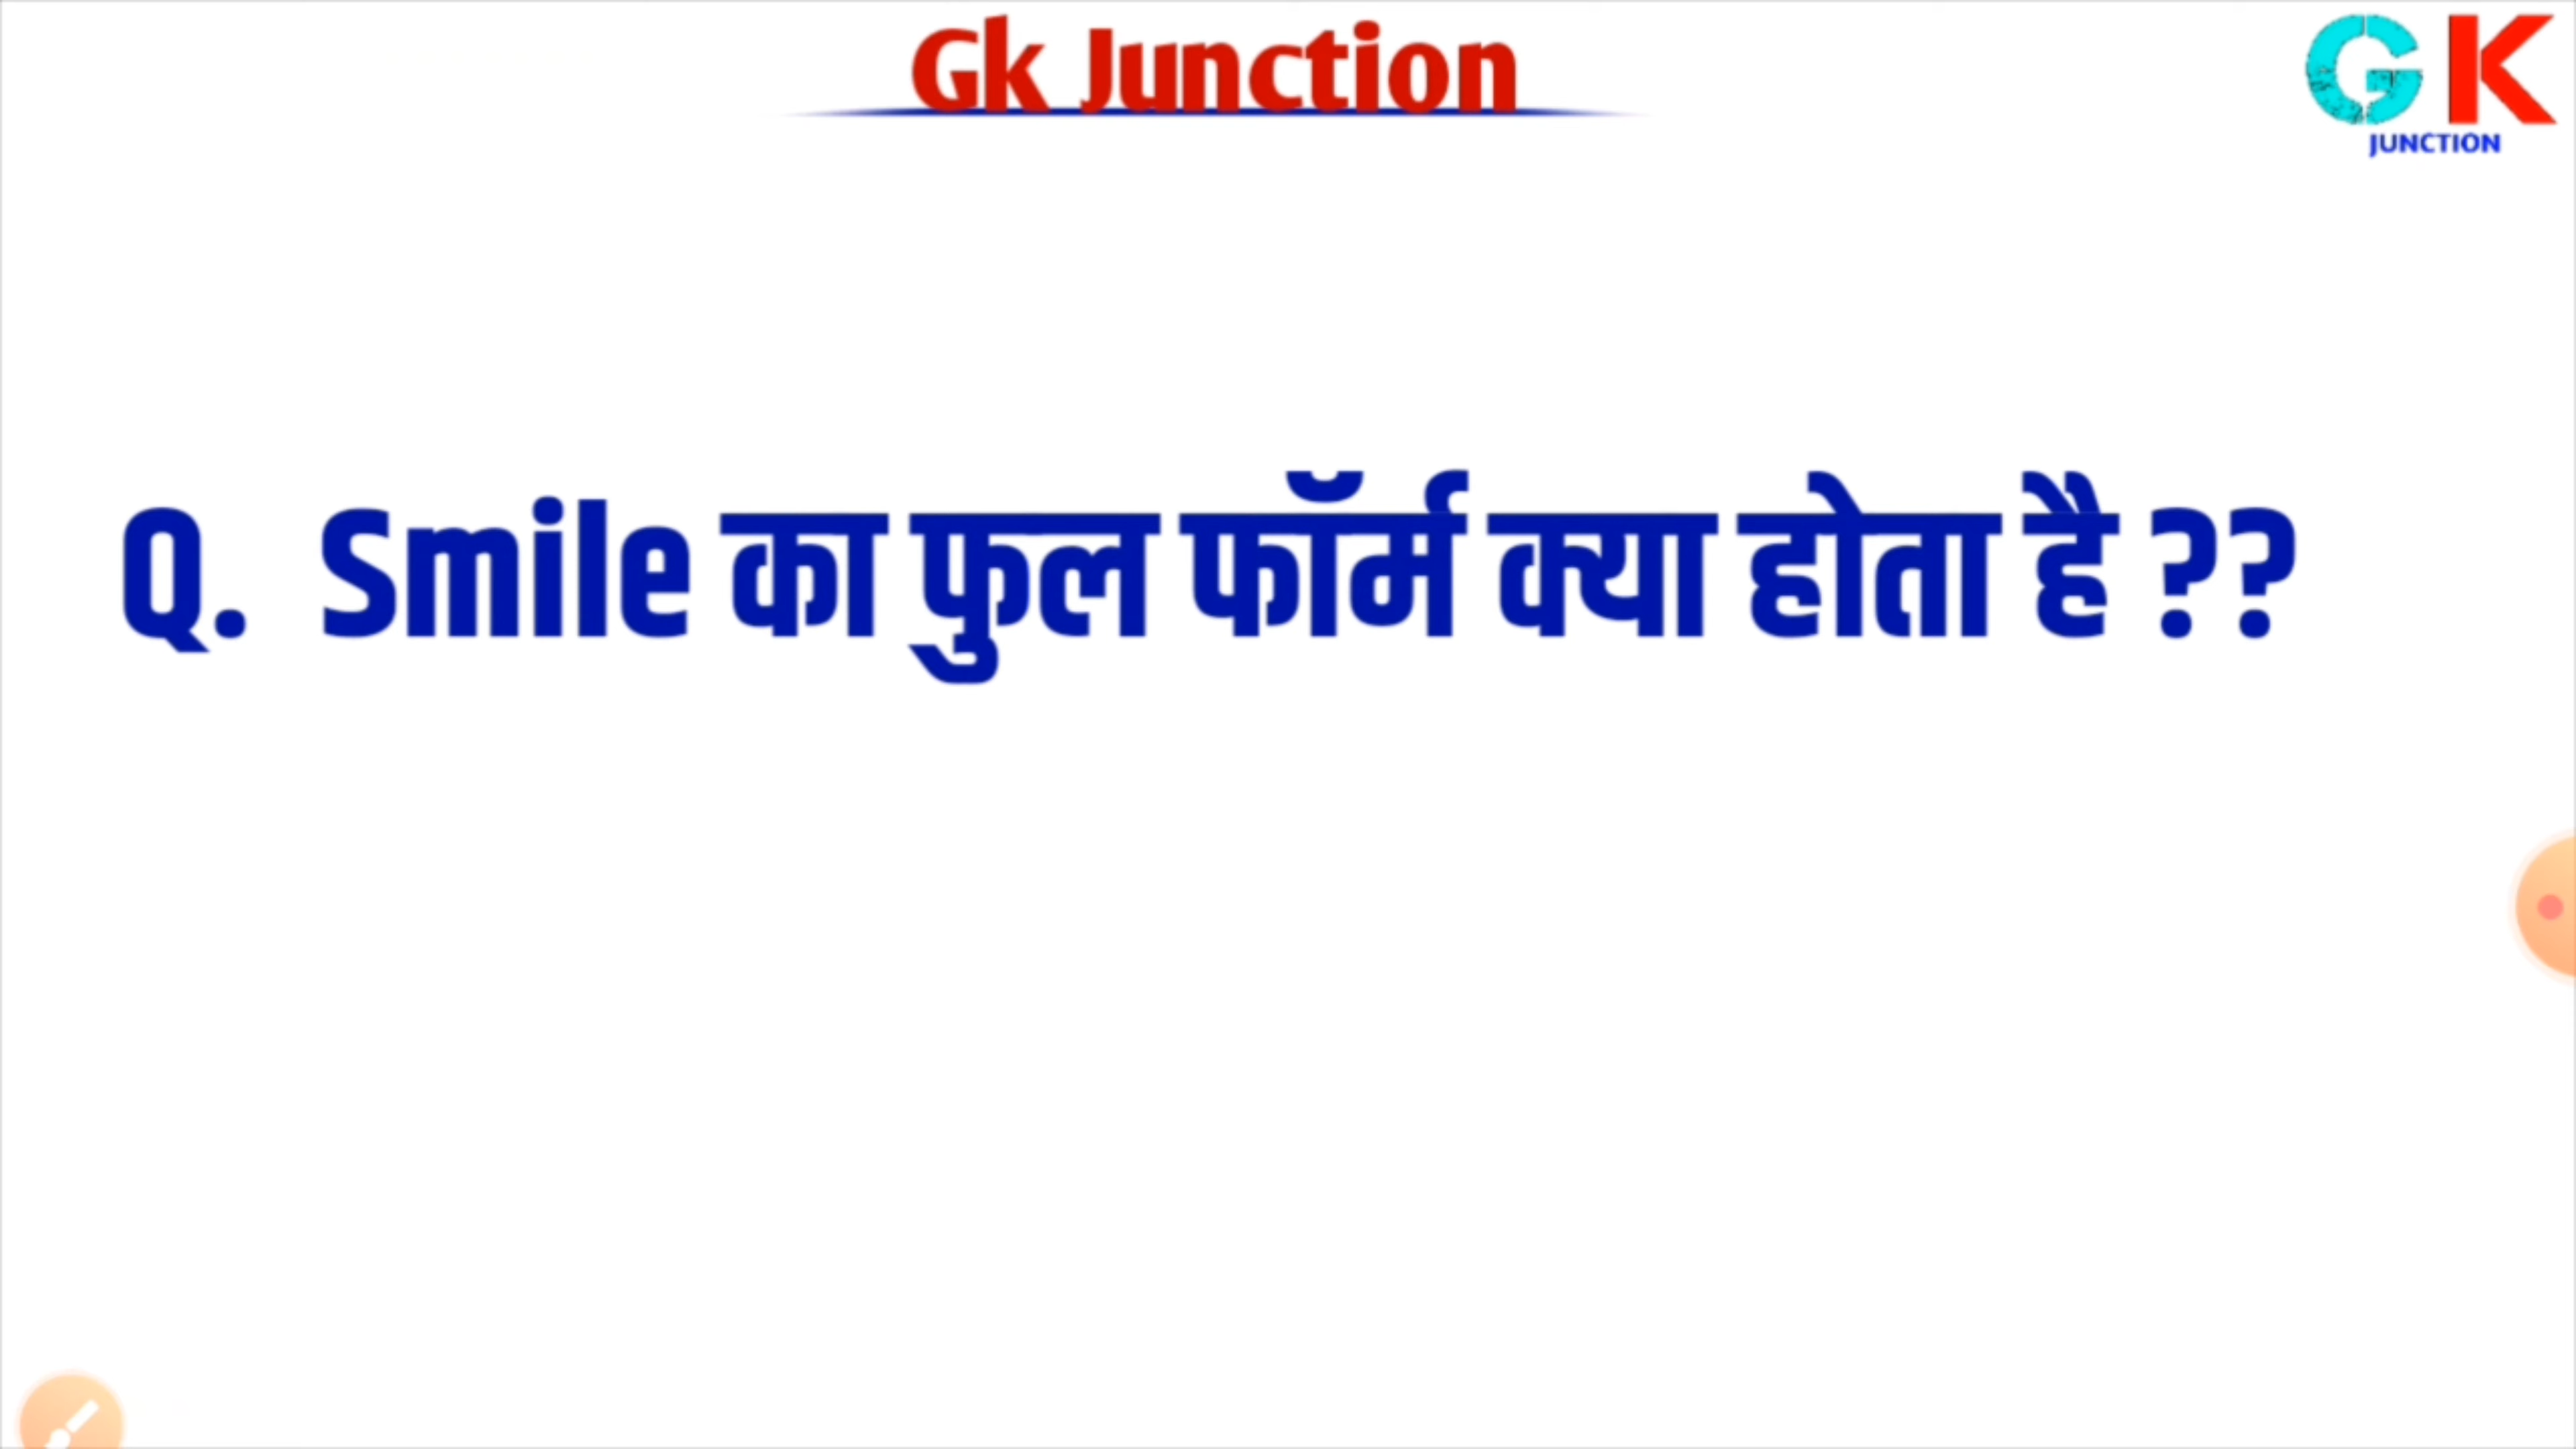 Gk Junction
GK
JUNCTION
Q. Smile का फुल फॉर्म क्या होता है ??